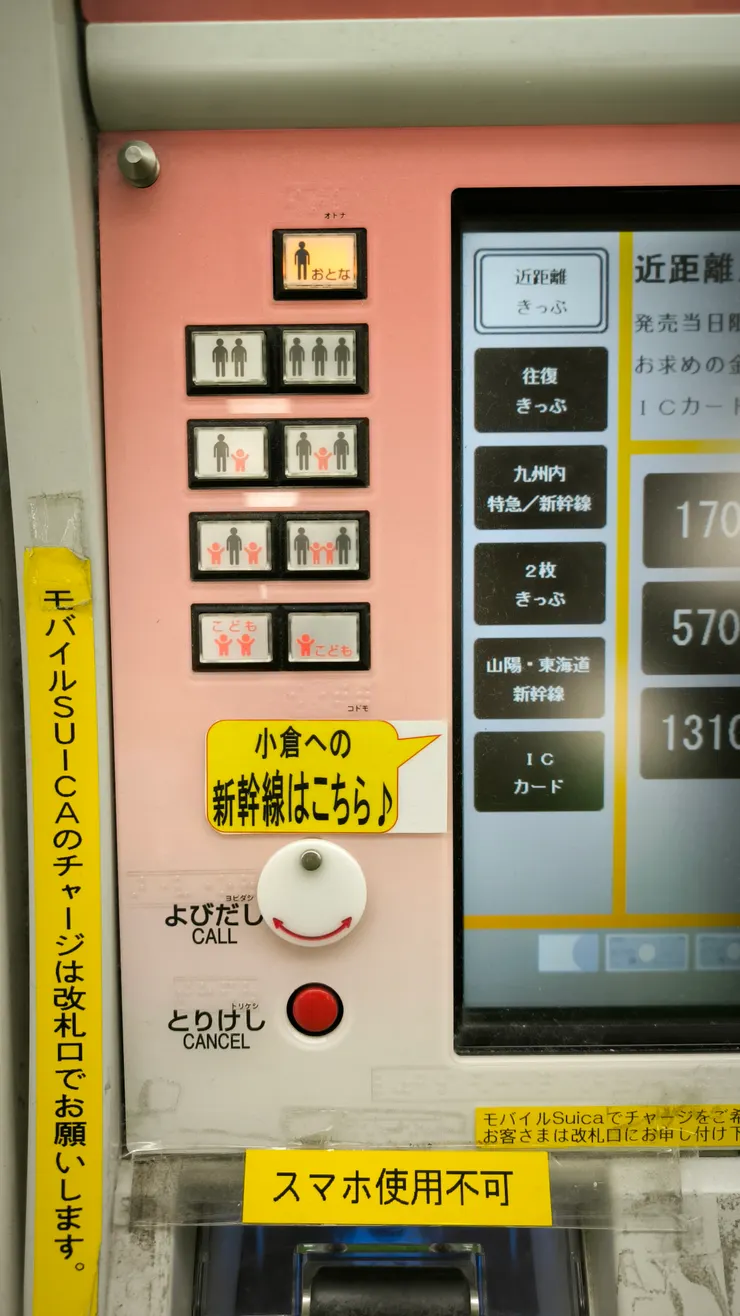 オトナ
おとな
こども
こども
コドモ
小倉への
新幹線はこちら♪
ヨビダシ
よびだし
CALL
トリケシ
とりけし
CANCEL
モバイルSUICAのチャージは改札口でお願いします。
近距離
きっぷ
往復
きっぷ
九州内
特急／新幹線
2枚
きっぷ
山陽・東海道
新幹線
IC
カード
近距離
発売当日限
お求めの金
ICカード
170
570
1310
モバイルSuicaでチャージをご希
お客さまは改札口にお申し付け下
スマホ使用不可